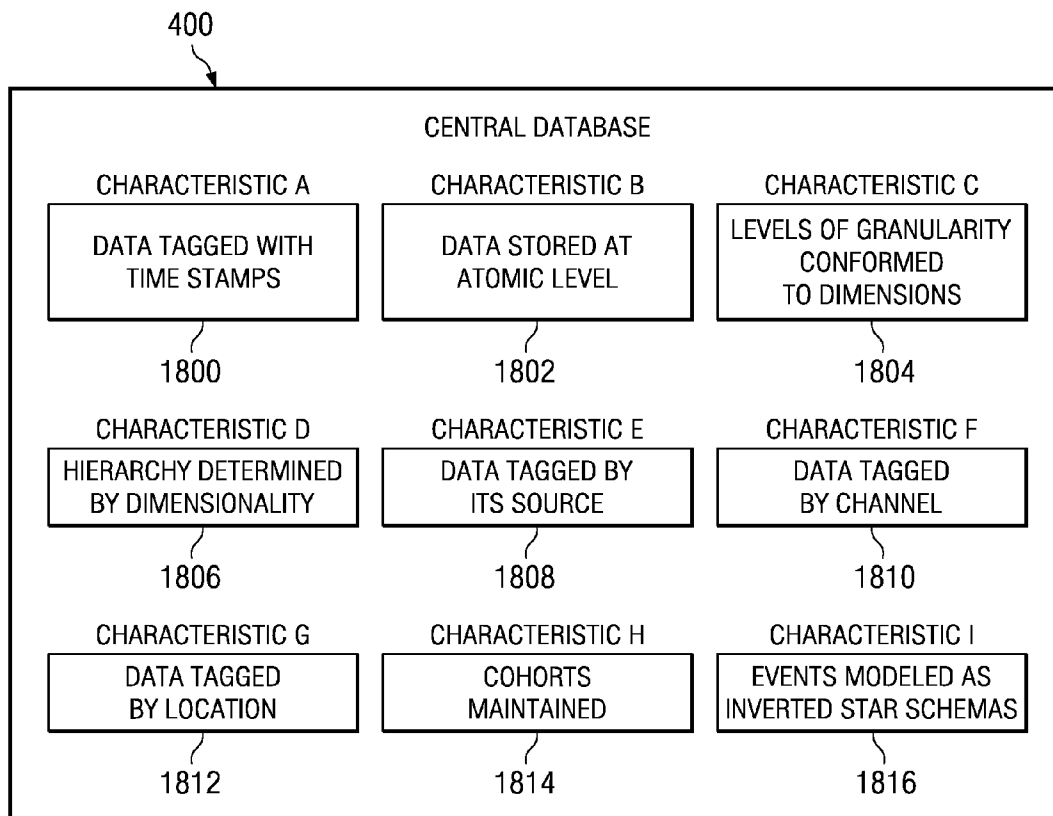 400
CENTRAL DATABASE
CHARACTERISTIC A
DATA TAGGED WITH
TIME STAMPS
1800
CHARACTERISTIC B
DATA STORED AT
ATOMIC LEVEL
1802
CHARACTERISTIC C
LEVELS OF GRANULARITY
CONFORMED
TO DIMENSIONS
1804
CHARACTERISTIC D
HIERARCHY DETERMINED
BY DIMENSIONALITY
1806
CHARACTERISTIC E
DATA TAGGED BY
ITS SOURCE
1808
CHARACTERISTIC F
DATA TAGGED
BY CHANNEL
1810
CHARACTERISTIC G
DATA TAGGED
BY LOCATION
1812
CHARACTERISTIC H
COHORTS
MAINTAINED
1814
CHARACTERISTIC I
EVENTS MODELED AS
INVERTED STAR SCHEMAS
1816